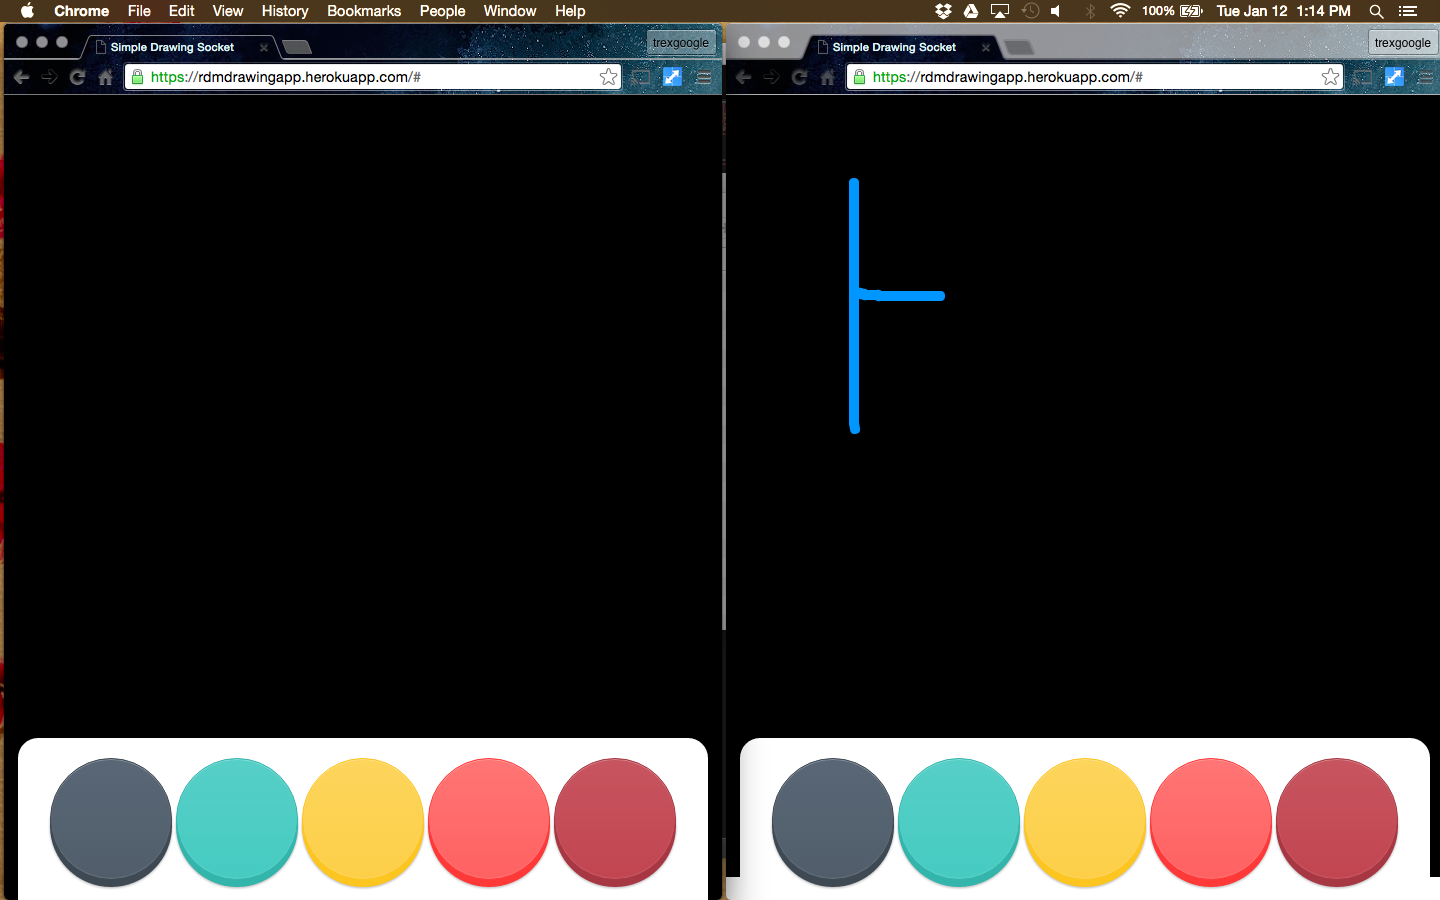 Chrome File Edit View History Bookmarks People Window Help 100% Tue Jan 12 1:14 PM
Simple Drawing Socket trexgoogle
https://rdmdrawingapp.herokuapp.com/#
Simple Drawing Socket trexgoogle
https://rdmdrawingapp.herokuapp.com/#